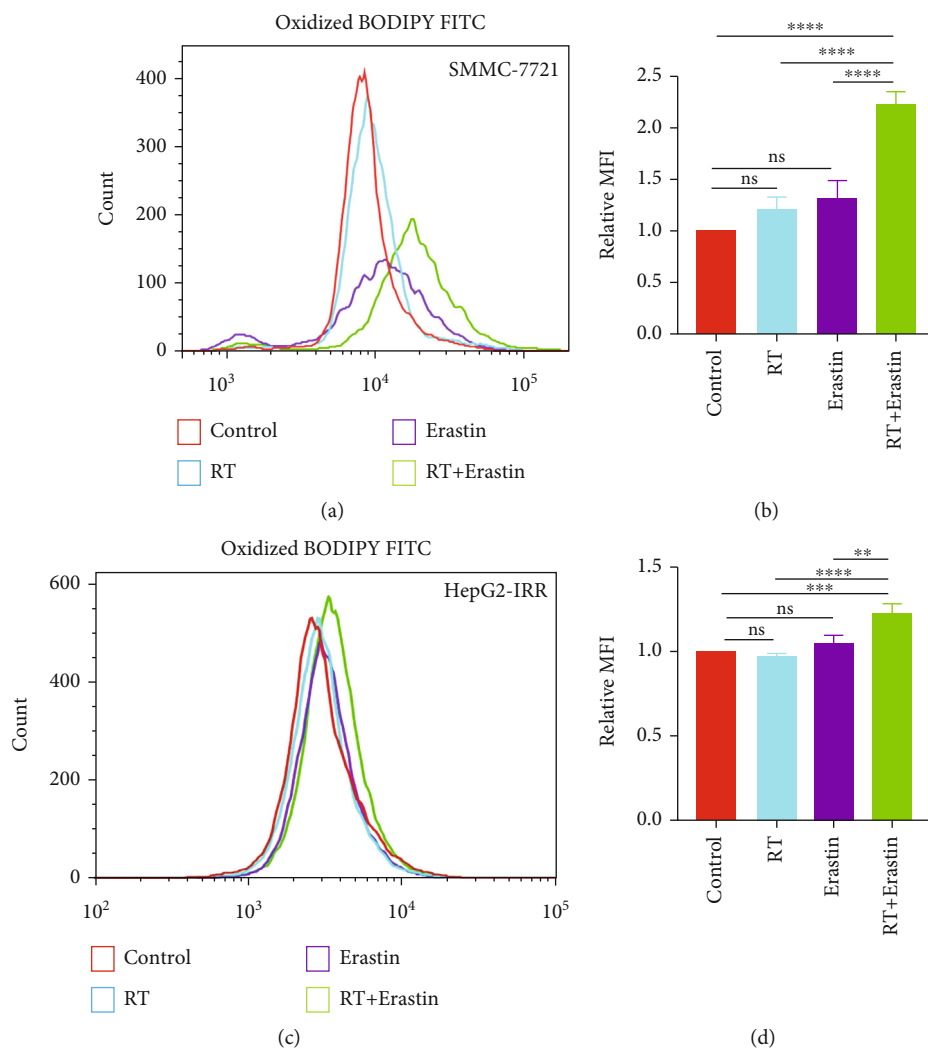 Oxidized BODIPY FITC
SMMC-7721
400
300
200
100
0
Count
10³
10⁴
10⁵
Control
Erastin
RT
RT+Erastin
(a)
****
****
****
ns
ns
2.5
2.0
1.5
1.0
0.5
0.0
Relative MFI
Control
RT
Erastin
RT+Erastin
(b)
Oxidized BODIPY FITC
HepG2-IRR
600
400
200
0
Count
10²
10³
10⁴
10⁵
Control
Erastin
RT
RT+Erastin
(c)
**
****
***
ns
ns
1.5
1.0
0.5
0.0
Relative MFI
Control
RT
Erastin
RT+Erastin
(d)